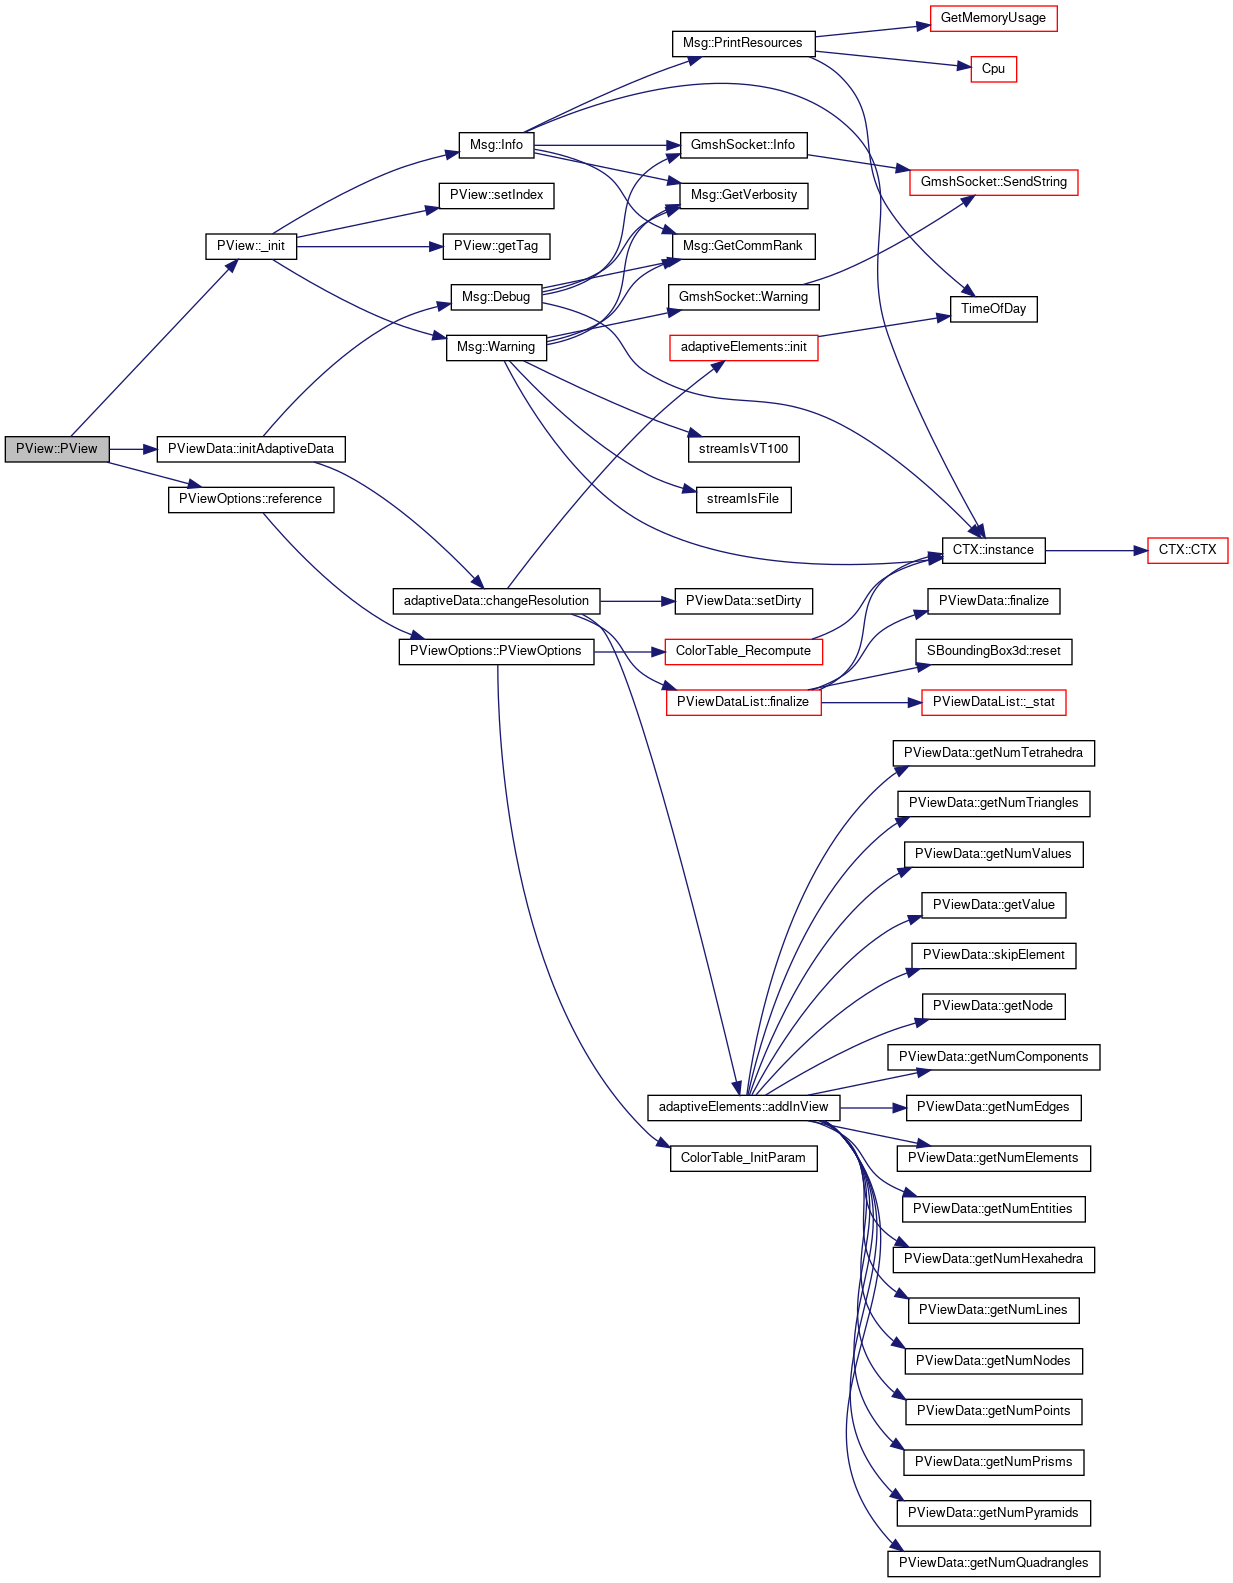 GetMemoryUsage
Msg::PrintResources
Cpu
Msg::Info
GmshSocket::Info
GmshSocket::SendString
PView::setIndex
Msg::GetVerbosity
PView::_init
PView::getTag
Msg::GetCommRank
Msg::Debug
GmshSocket::Warning
TimeOfDay
Msg::Warning
adaptiveElements::init
PView::PView
PViewData::initAdaptiveData
streamIsVT100
PViewOptions::reference
streamIsFile
CTX::instance
CTX::CTX
adaptiveData::changeResolution
PViewData::setDirty
PViewData::finalize
PViewOptions::PViewOptions
ColorTable_Recompute
SBoundingBox3d::reset
PViewDataList::finalize
PViewDataList::_stat
PViewData::getNumTetrahedra
PViewData::getNumTriangles
PViewData::getNumValues
PViewData::getValue
PViewData::skipElement
PViewData::getNode
PViewData::getNumComponents
adaptiveElements::addInView
PViewData::getNumEdges
ColorTable_InitParam
PViewData::getNumElements
PViewData::getNumEntities
PViewData::getNumHexahedra
PViewData::getNumLines
PViewData::getNumNodes
PViewData::getNumPoints
PViewData::getNumPrisms
PViewData::getNumPyramids
PViewData::getNumQuadrangles